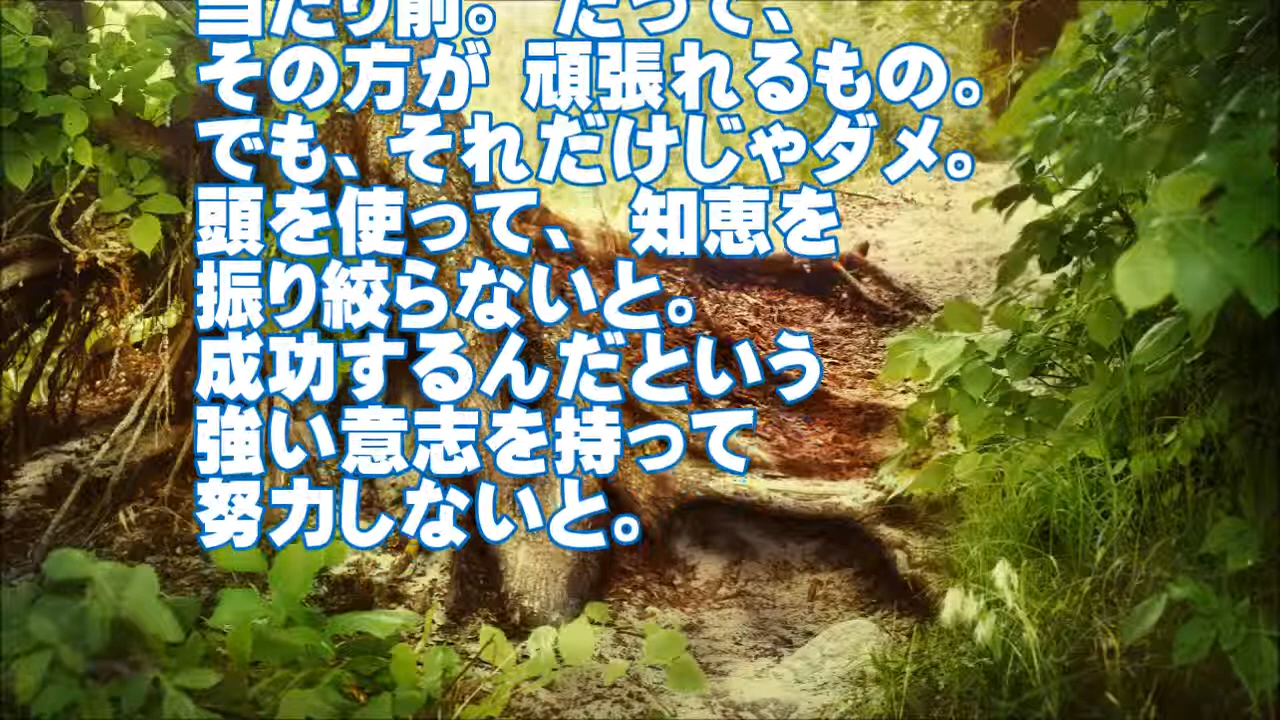 当たり前。 だって、
その方が 頑張れるもの。
でも、それだけじゃダメ。
頭を使って、 知恵を
振り絞らないと。
成功するんだという
強い意志を持って
努力しないと。